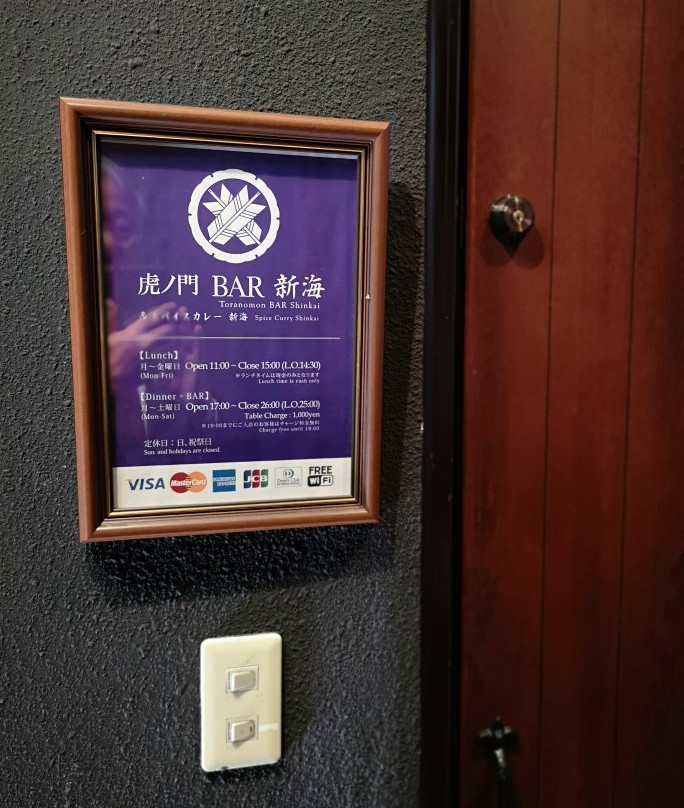 虎ノ門 BAR 新海
Toranomon BAR Shinkai
スパイスカレー 新海 Spice Curry Shinkai
【Lunch】
月～金曜日 Open 11:00 ~ Close 15:00 (L.O.14:30)
(Mon-Fri) ※ランチタイムは現金のみとなります
Lunch time is cash only
【Dinner・BAR】
月～土曜日 Open 17:00 ~ Close 26:00 (L.O.25:00)
(Mon-Sat) Table Charge : 1,000yen
※19:00までにご入店のお客様はチャージ料金無料
Charge free until 19:00
定休日：日、祝祭日
Sun. and holidays are closed.
VISA MasterCard AMERICAN EXPRESS JCB Diners Club INTERNATIONAL FREE Wi Fi